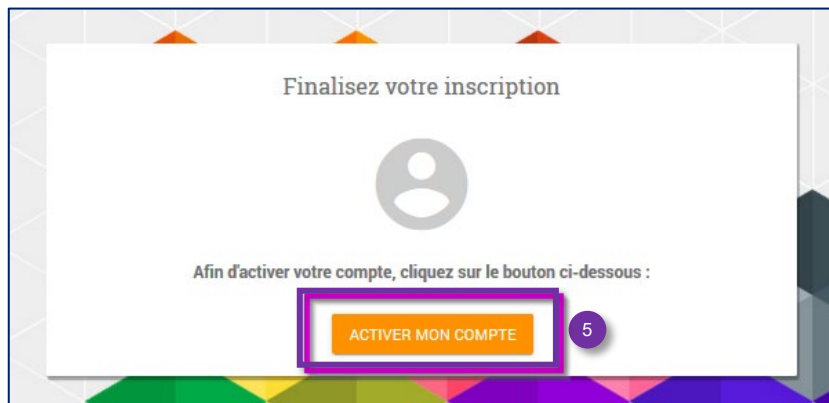 Finalisez votre inscription
Afin d'activer votre compte, cliquez sur le bouton ci-dessous :
ACTIVER MON COMPTE
5